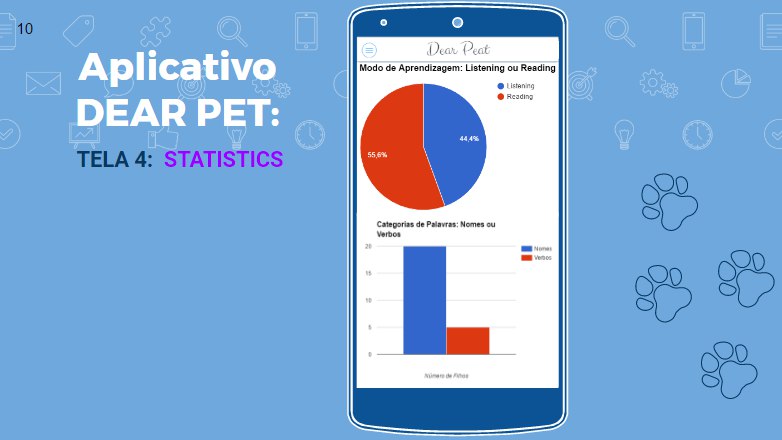 10
Aplicativo
DEAR PET:
TELA 4: STATISTICS
Dear Peat
Modo de Aprendizagem: Listening ou Reading
Listening
Reading
44,4%
55,6%
Categorias de Palavras: Nomes ou
Verbos
20
15
10
5
0
Nomes
Verbos
Número de Filhos